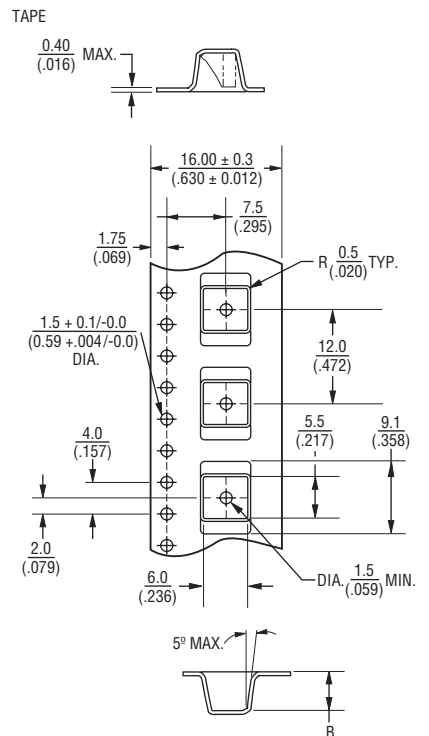 TAPE
0.40
(.016) MAX.
16.00 ± 0.3
(.630 ± 0.012)
7.5
(.295)
1.75
(.069)
R 0.5
(.020) TYP.
1.5 + 0.1/-0.0
(0.59 +.004/-0.0)
DIA.
12.0
(.472)
4.0
(.157)
5.5
(.217)
9.1
(.358)
2.0
(.079)
6.0
(.236)
DIA. 1.5
(.059) MIN.
5º MAX.